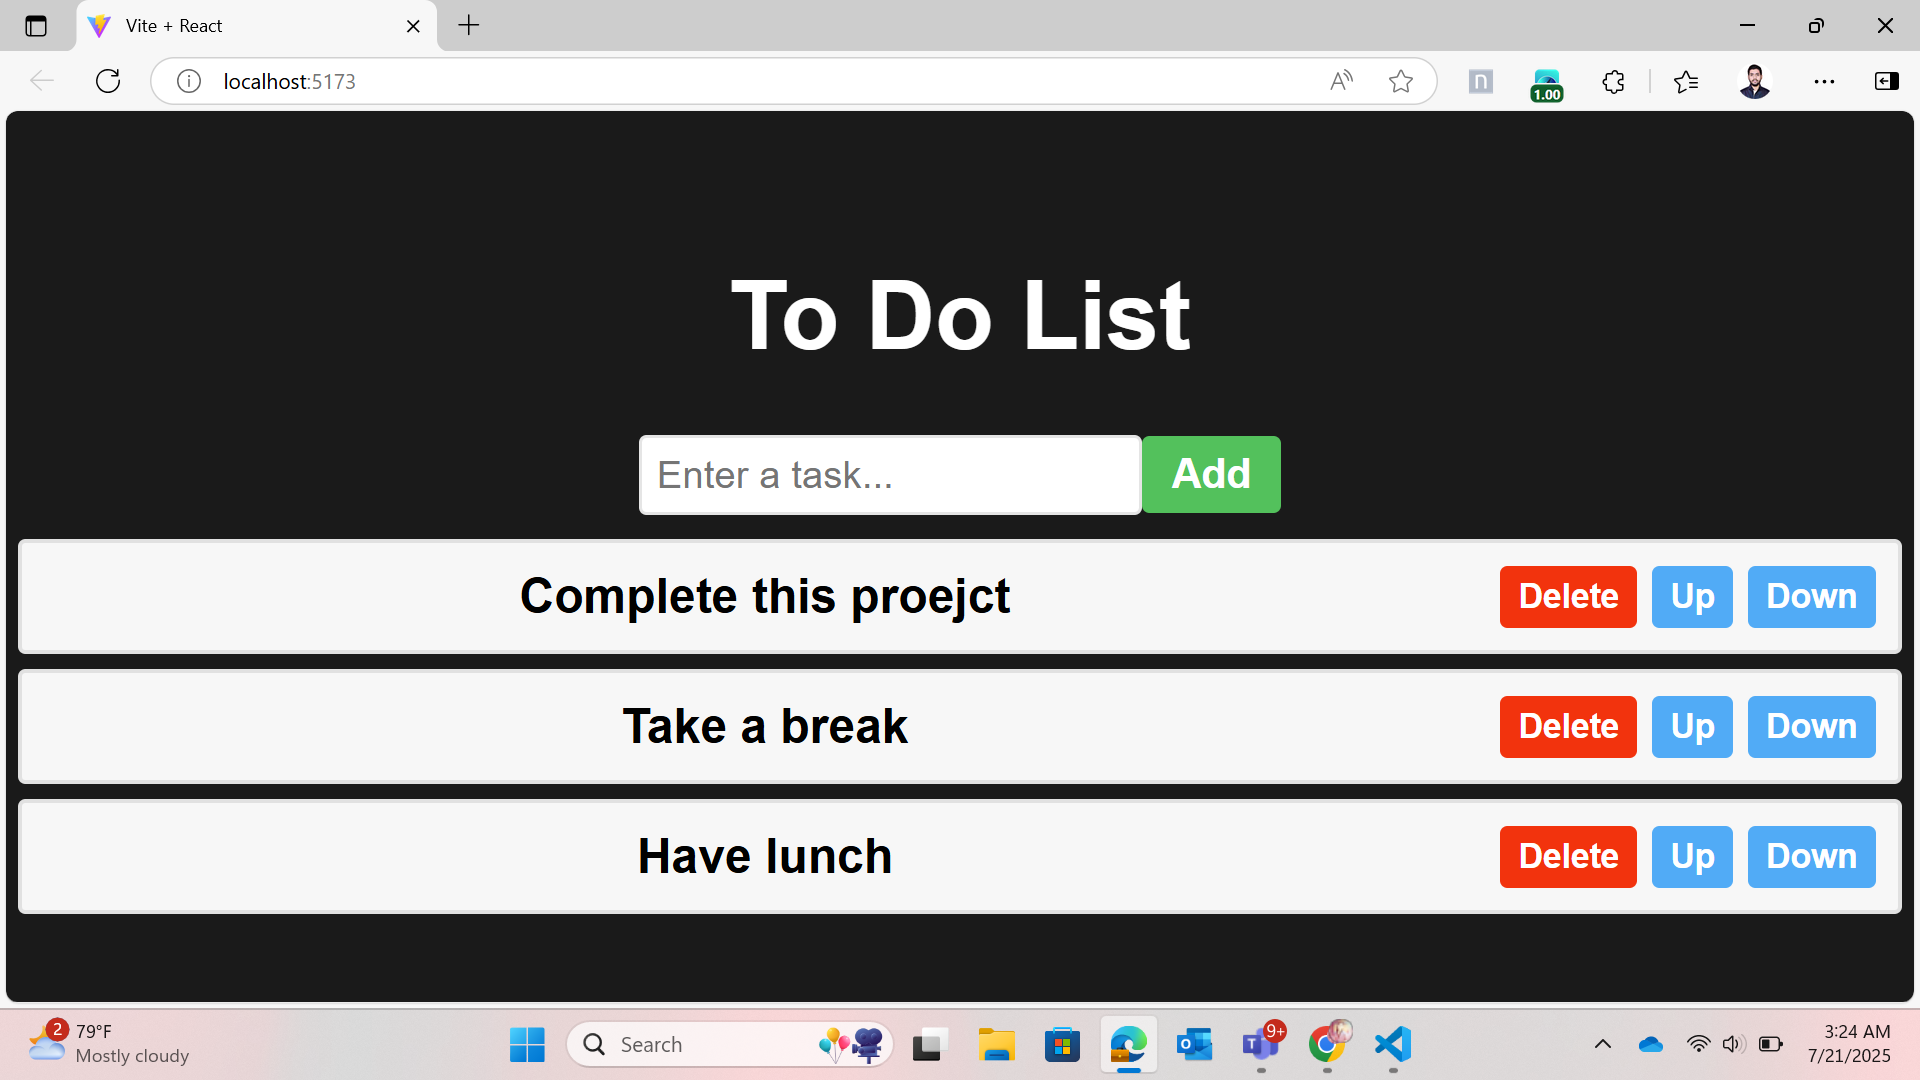 Vite + React
localhost:5173
n
1.00
To Do List
Enter a task...
Add
Complete this proejct
Delete
Up
Down
Take a break
Delete
Up
Down
Have lunch
Delete
Up
Down
2
79°F
Mostly cloudy
Search
9+
3:24 AM
7/21/2025